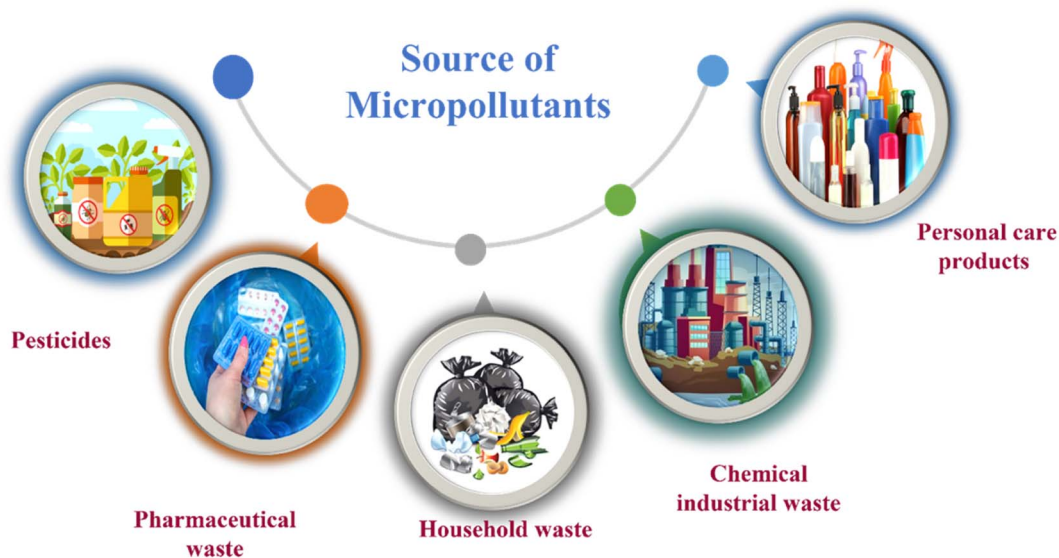 Source of
Micropollutants
Personal care
products
Pesticides
Chemical
industrial waste
Pharmaceutical
waste
Household waste